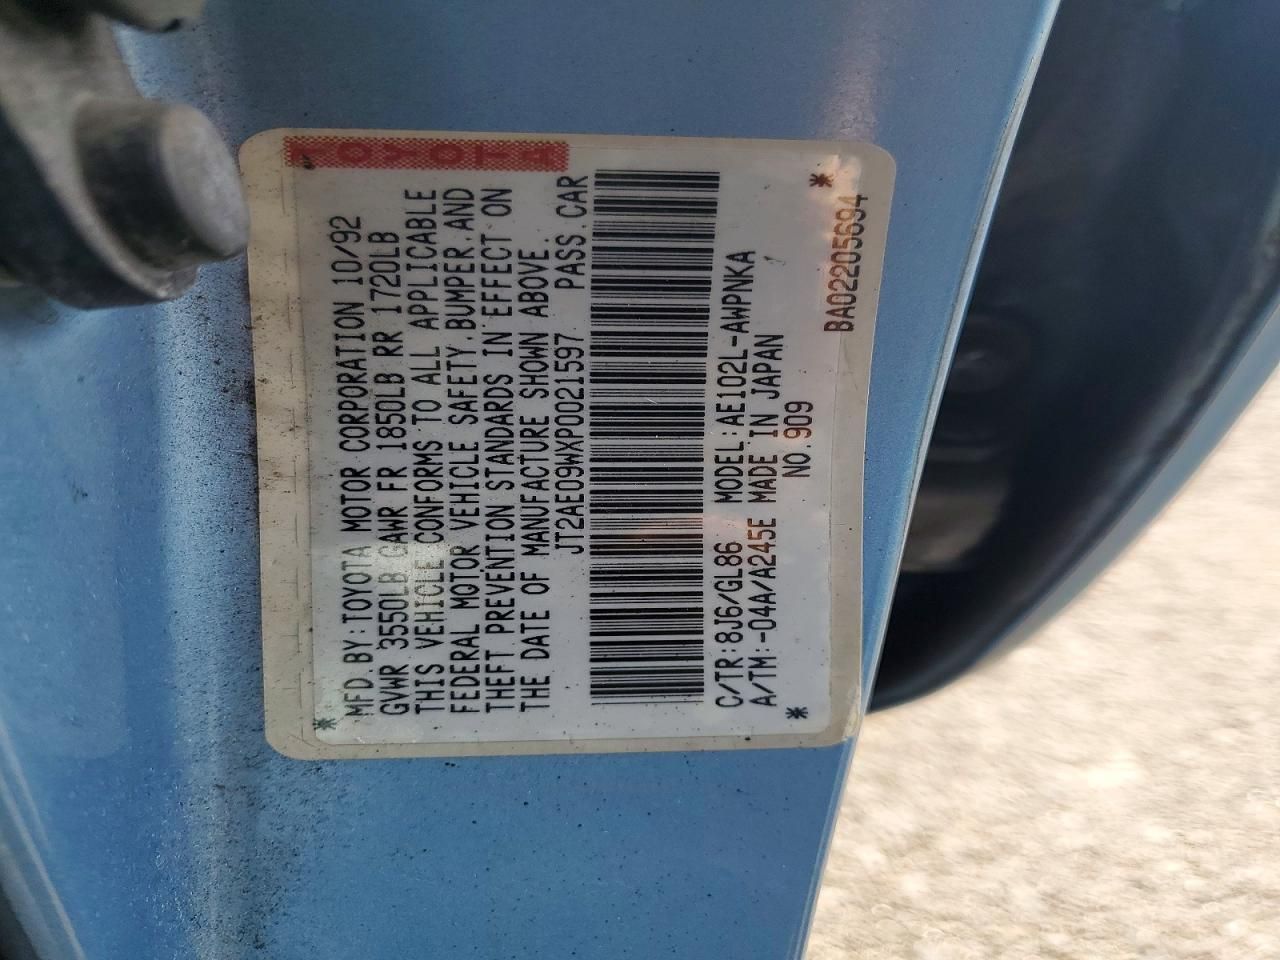 TOYOTA
MFD.BY:TOYOTA MOTOR CORPORATION 10/92
GVWR 3550LB GAWR FR 1850LB RR 1720LB
THIS VEHICLE CONFORMS TO ALL APPLICABLE
FEDERAL MOTOR VEHICLE SAFETY,BUMPER,AND
THEFT PREVENTION STANDARDS IN EFFECT ON
THE DATE OF MANUFACTURE SHOWN ABOVE.
JT2AE09WXP0021597 PASS.CAR
C/TR:8J6/GL86 MODEL:AE102L-AWPNKA
A/TM:-04A/A245E MADE IN JAPAN
NO.909
BA02205694